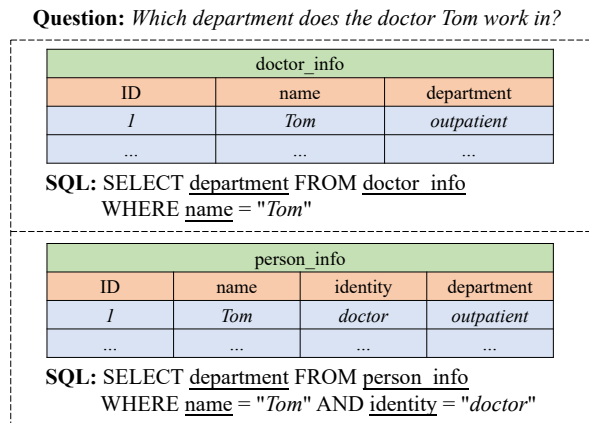 Question: Which department does the doctor Tom work in?
doctor_info
ID name department
1 Tom outpatient
... ... ...
SQL: SELECT department FROM doctor_info
WHERE name = "Tom"
person_info
ID name identity department
1 Tom doctor outpatient
... ... ... ...
SQL: SELECT department FROM person_info
WHERE name = "Tom" AND identity = "doctor"